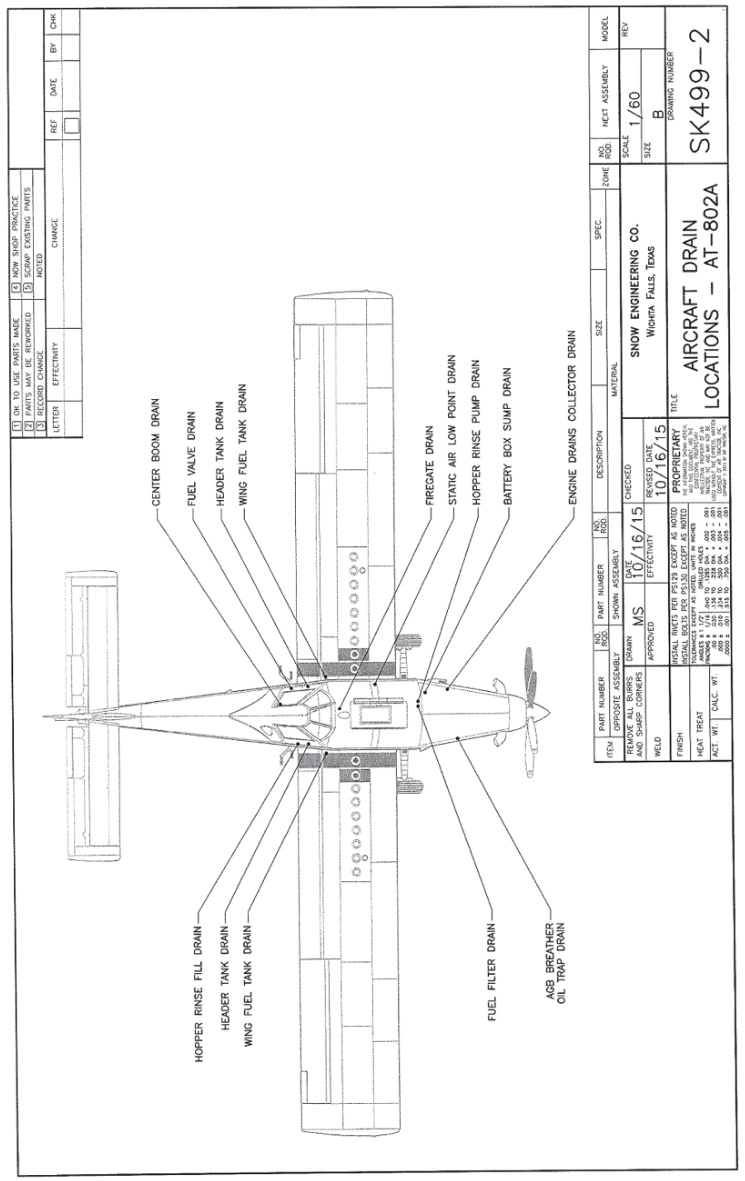 1 OK TO USE PARTS MADE
2 PARTS MAY BE REWORKED
3 RECORD CHANGE
4 NOW SHOP PRACTICE
5 SCRAP EXISTING PARTS
NOTED
LETTER EFFECTIVITY CHANGE REF DATE BY CHK
CENTER BOOM DRAIN
FUEL VALVE DRAIN
HEADER TANK DRAIN
WING FUEL TANK DRAIN
FIREGATE DRAIN
STATIC AIR LOW POINT DRAIN
HOPPER RINSE PUMP DRAIN
BATTERY BOX SUMP DRAIN
ENGINE DRAINS COLLECTOR DRAIN
HOPPER RINSE FILL DRAIN
HEADER TANK DRAIN
WING FUEL TANK DRAIN
FUEL FILTER DRAIN
AGB BREATHER
OIL TRAP DRAIN
ITEM PART NUMBER NO. RQD. PART NUMBER NO. RQD. DESCRIPTION SIZE SPEC. ZONE NO. RQD. NEXT ASSEMBLY MODEL
OPPOSITE ASSEMBLY SHOWN ASSEMBLY MATERIAL
REMOVE ALL BURRS
AND SHARP CORNERS
WELD
FINISH
HEAT TREAT
ACT. WT. CALC. WT.
DRAWN MS
DATE 10/16/15
CHECKED
APPROVED
EFFECTIVITY
REVISED DATE 10/16/15
INSTALL RIVETS PER PS129 EXCEPT AS NOTED
INSTALL BOLTS PER PS130 EXCEPT AS NOTED
TOLERANCES EXCEPT AS NOTED, UNITS IN INCHES
DRILLED HOLES
PROPRIETARY
SNOW ENGINEERING CO.
WICHITA FALLS, TEXAS
SCALE 1/60
REV
SIZE B
TITLE
AIRCRAFT DRAIN
LOCATIONS – AT-802A
DRAWING NUMBER
SK499-2